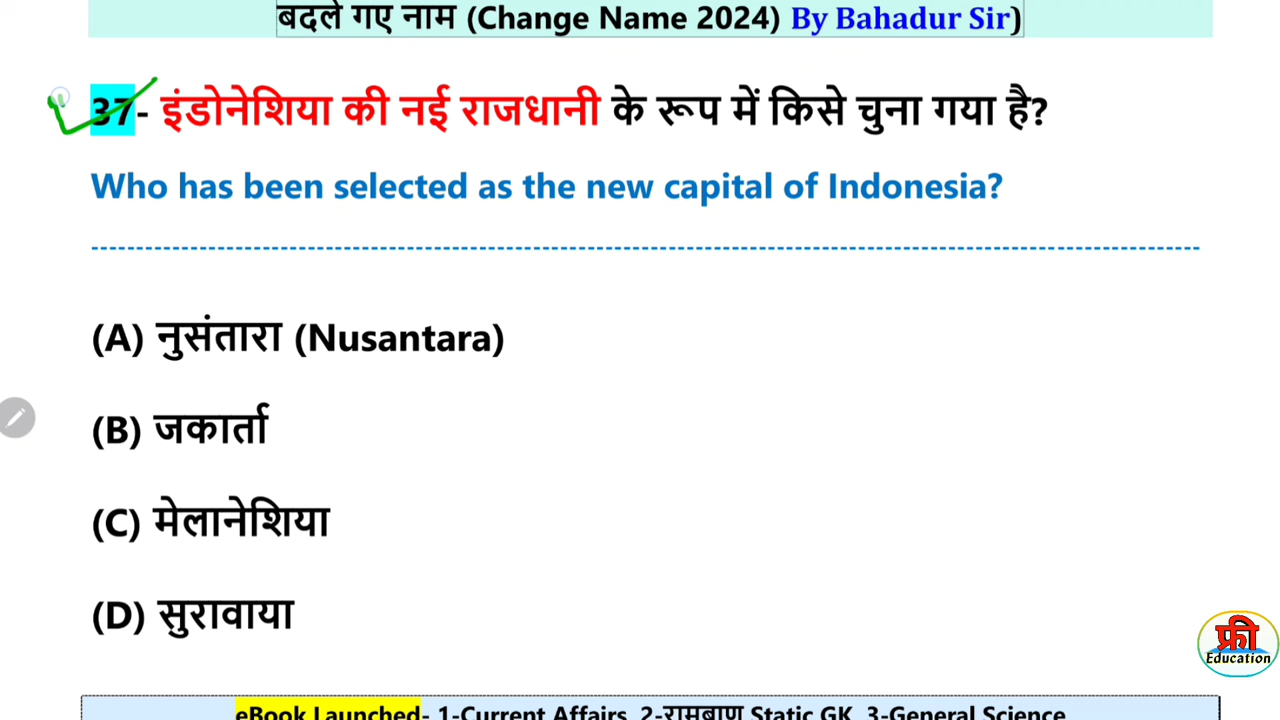 बदले गए नाम (Change Name 2024) By Bahadur Sir)
37- इंडोनेशिया की नई राजधानी के रूप में किसे चुना गया है?
Who has been selected as the new capital of Indonesia?
(A) नुसंतारा (Nusantara)
(B) जकार्ता
(C) मेलानेशिया
(D) सुरावाया
फ्री
Education
eBook Launched- 1-Current Affairs, 2-रामबाण Static GK, 3-General Science